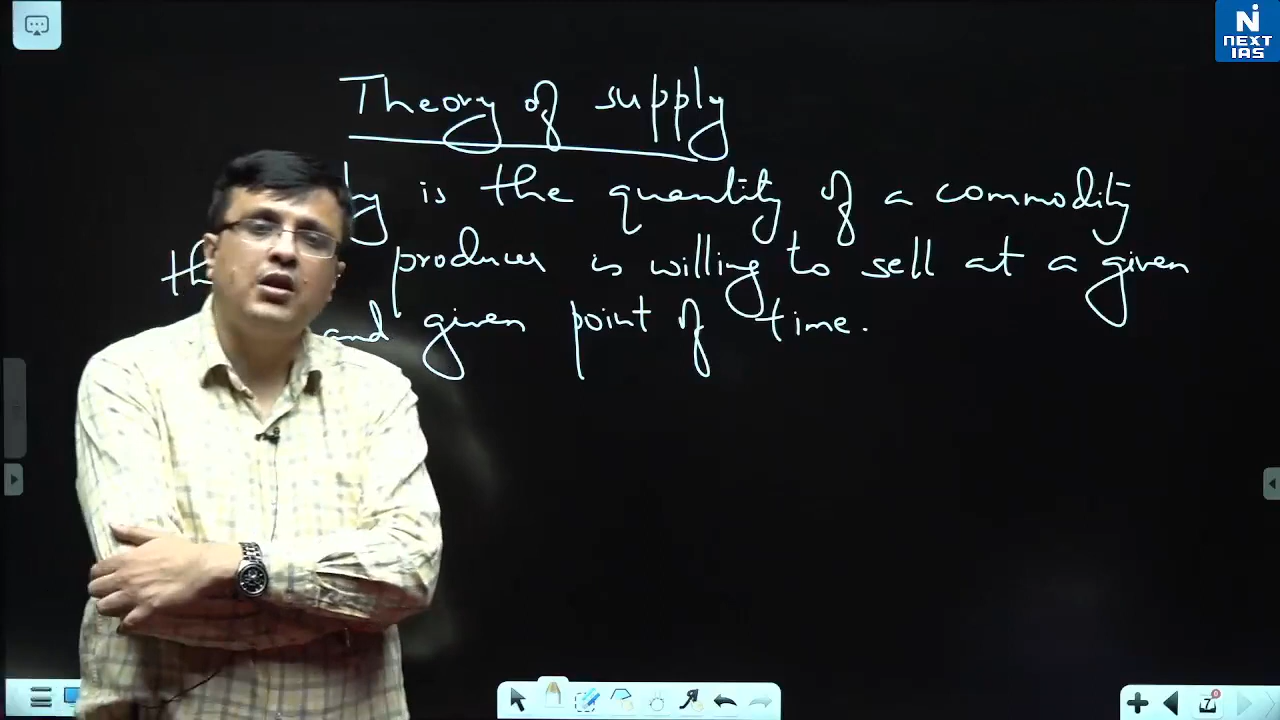 NEXT
IAS
Theory of supply
is the quantity of a commodity
producer is willing to sell at a given
and given point of time.
7